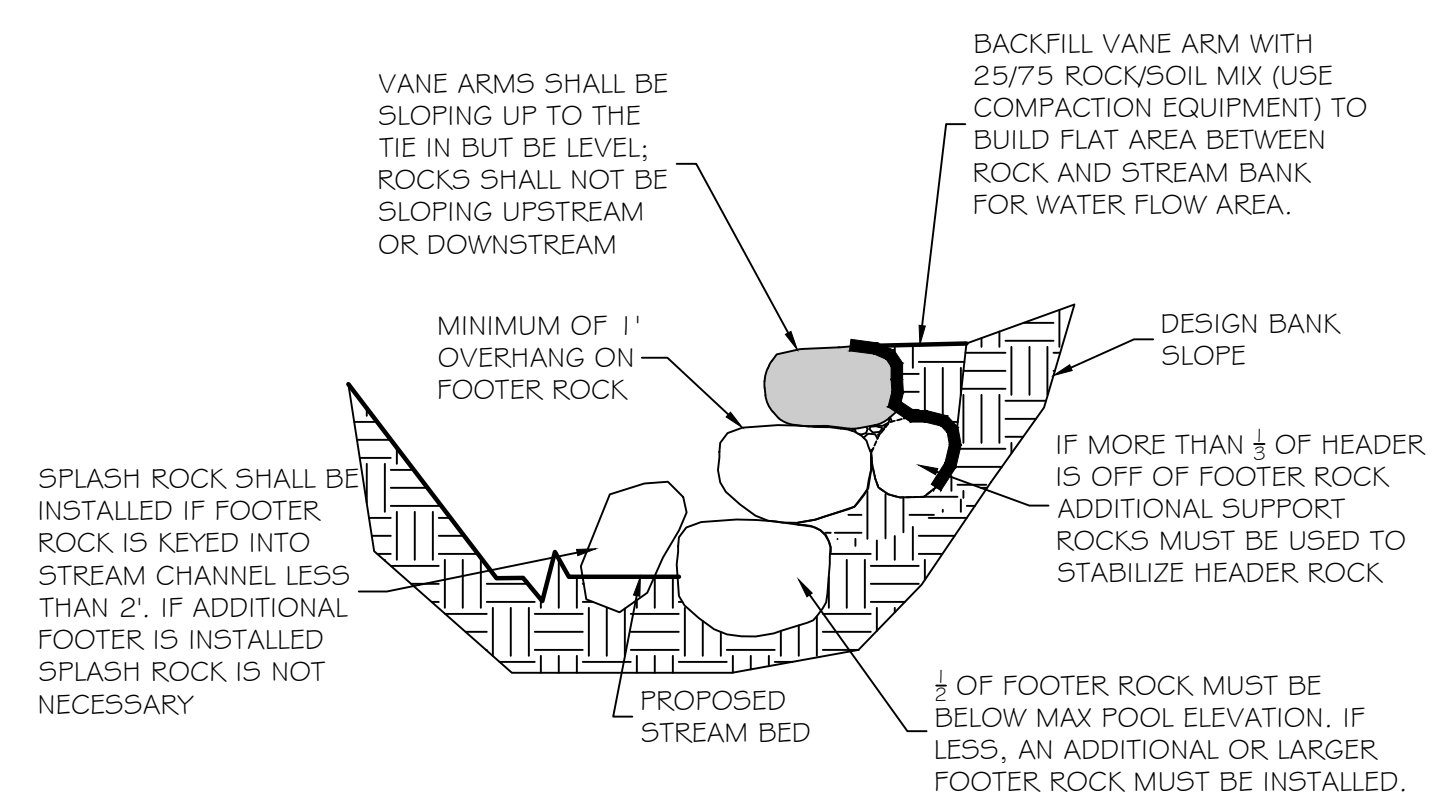 VANE ARMS SHALL BE
SLOPING UP TO THE
TIE IN BUT BE LEVEL;
ROCKS SHALL NOT BE
SLOPING UPSTREAM
OR DOWNSTREAM
BACKFILL VANE ARM WITH
25/75 ROCK/SOIL MIX (USE
COMPACTION EQUIPMENT) TO
BUILD FLAT AREA BETWEEN
ROCK AND STREAM BANK
FOR WATER FLOW AREA.
MINIMUM OF 1'
OVERHANG ON
FOOTER ROCK
DESIGN BANK
SLOPE
SPLASH ROCK SHALL BE
INSTALLED IF FOOTER
ROCK IS KEYED INTO
STREAM CHANNEL LESS
THAN 2'. IF ADDITIONAL
FOOTER IS INSTALLED
SPLASH ROCK IS NOT
NECESSARY
IF MORE THAN 1/3 OF HEADER
IS OFF OF FOOTER ROCK
ADDITIONAL SUPPORT
ROCKS MUST BE USED TO
STABILIZE HEADER ROCK
PROPOSED
STREAM BED
1/2 OF FOOTER ROCK MUST BE
BELOW MAX POOL ELEVATION. IF
LESS, AN ADDITIONAL OR LARGER
FOOTER ROCK MUST BE INSTALLED.